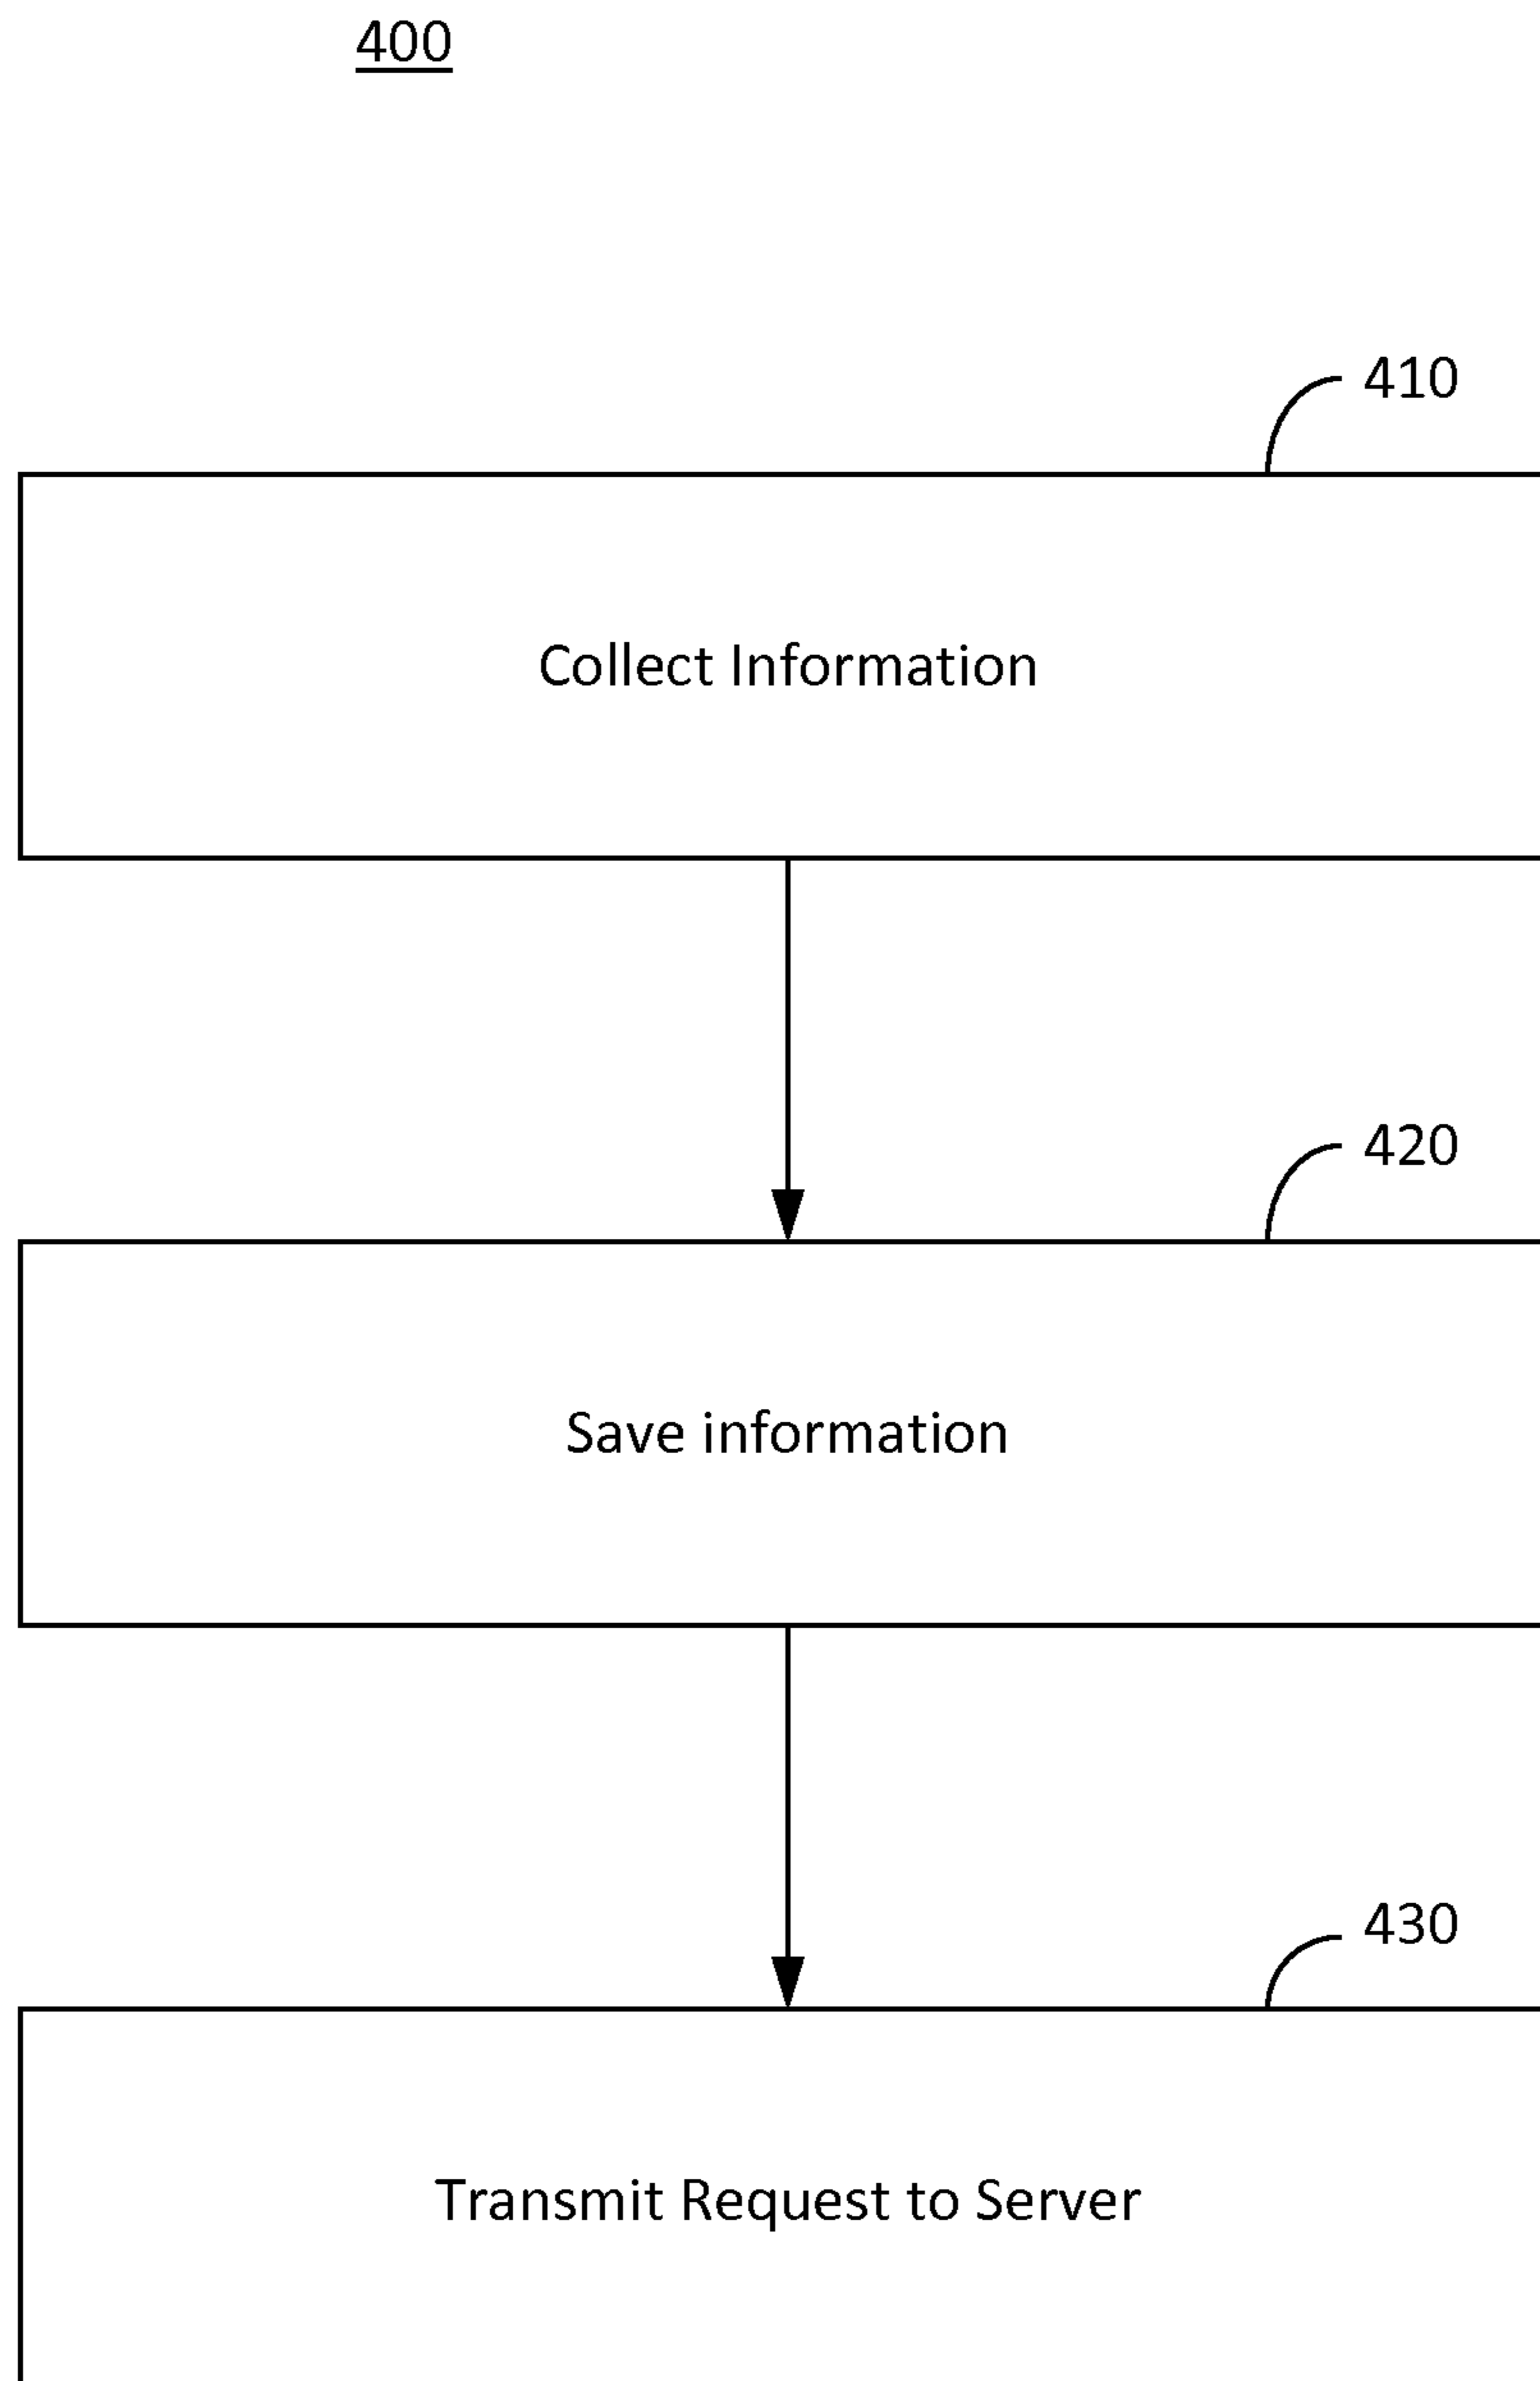 400
410
Collect Information
420
Save information
430
Transmit Request to Server